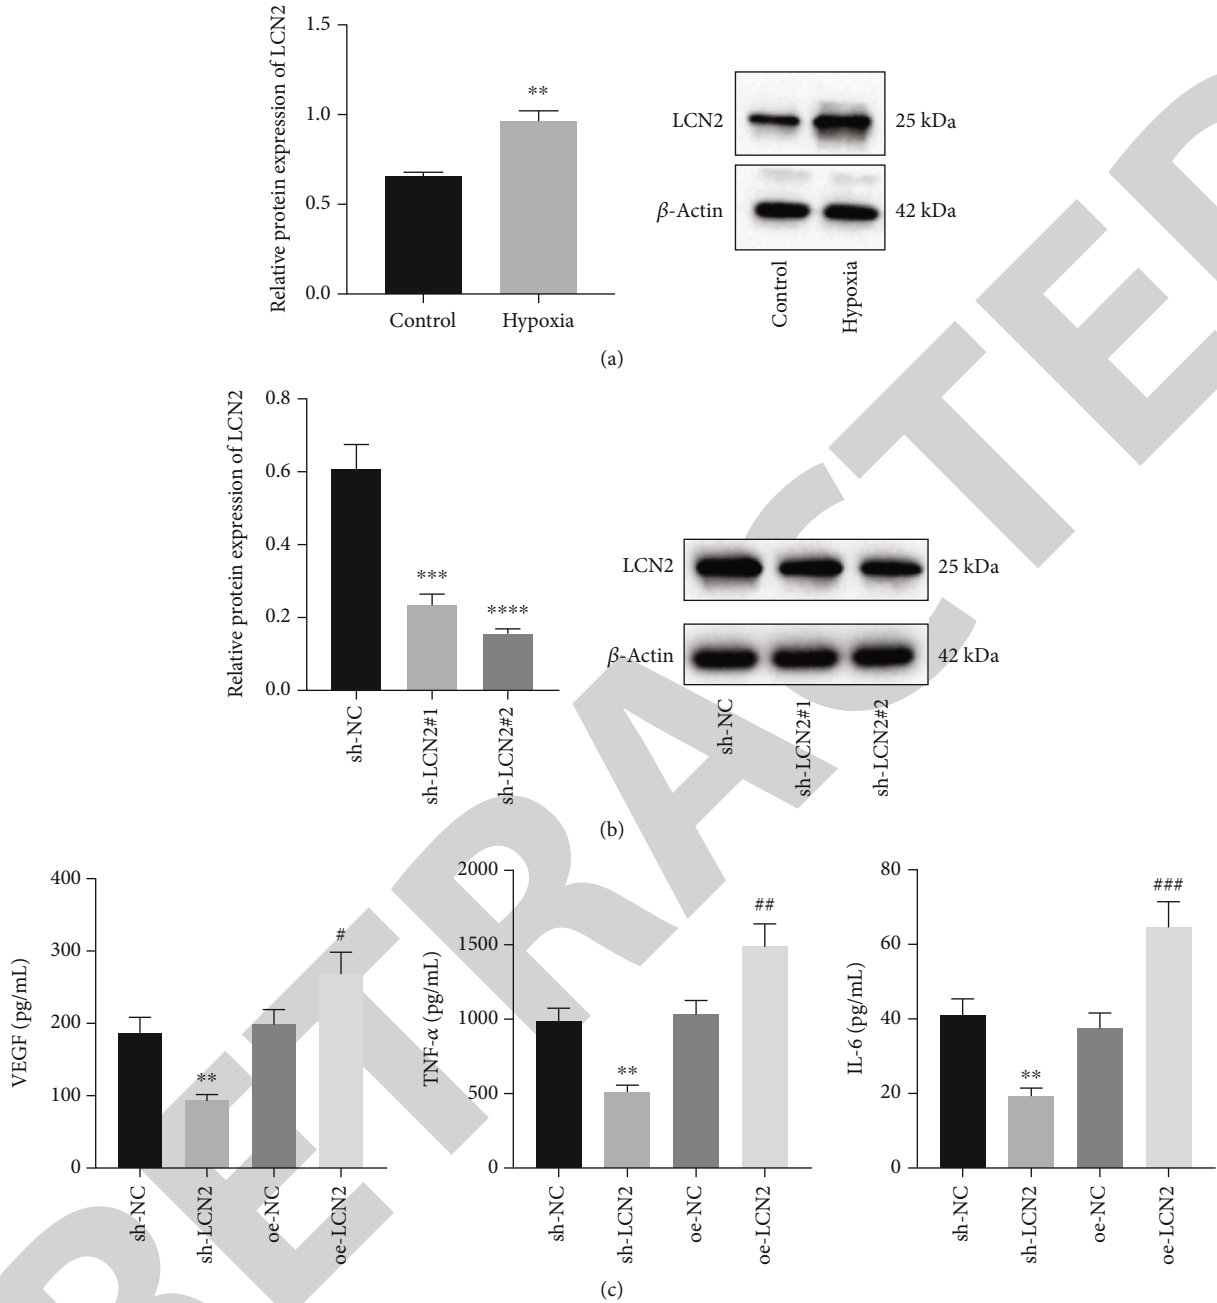 Relative protein expression of LCN2
1.5
1.0
0.5
0.0
**
Control
Hypoxia
LCN2
25 kDa
β-Actin
42 kDa
Control
Hypoxia
(a)
Relative protein expression of LCN2
0.8
0.6
0.4
0.2
0.0
***
****
sh-NC
sh-LCN2#1
sh-LCN2#2
LCN2
25 kDa
β-Actin
42 kDa
sh-NC
sh-LCN2#1
sh-LCN2#2
(b)
VEGF (pg/mL)
400
300
200
100
0
**
#
sh-NC
sh-LCN2
oe-NC
oe-LCN2
TNF-α (pg/mL)
2000
1500
1000
500
0
**
##
sh-NC
sh-LCN2
oe-NC
oe-LCN2
IL-6 (pg/mL)
80
60
40
20
0
**
###
sh-NC
sh-LCN2
oe-NC
oe-LCN2
(c)
RETRACTED